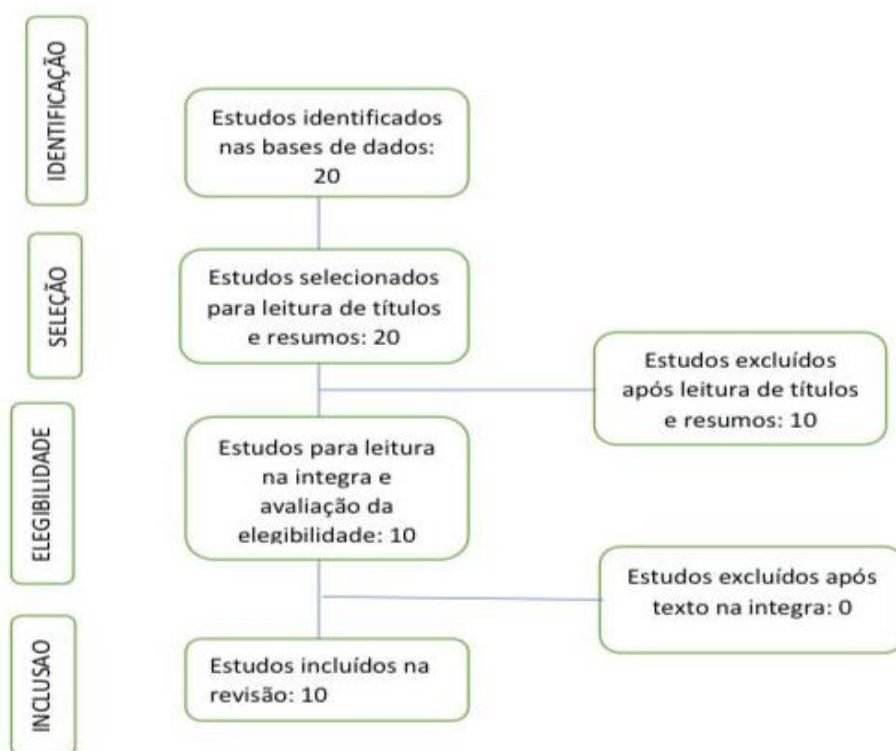 IDENTIFICAÇÃO
Estudos identificados
nas bases de dados:
20
SELEÇÃO
Estudos selecionados
para leitura de títulos
e resumos: 20
Estudos excluídos
após leitura de títulos
e resumos: 10
ELEGIBILIDADE
Estudos para leitura
na integra e
avaliação da
elegibilidade: 10
Estudos excluídos após
texto na integra: 0
INCLUSAO
Estudos incluídos na
revisão: 10